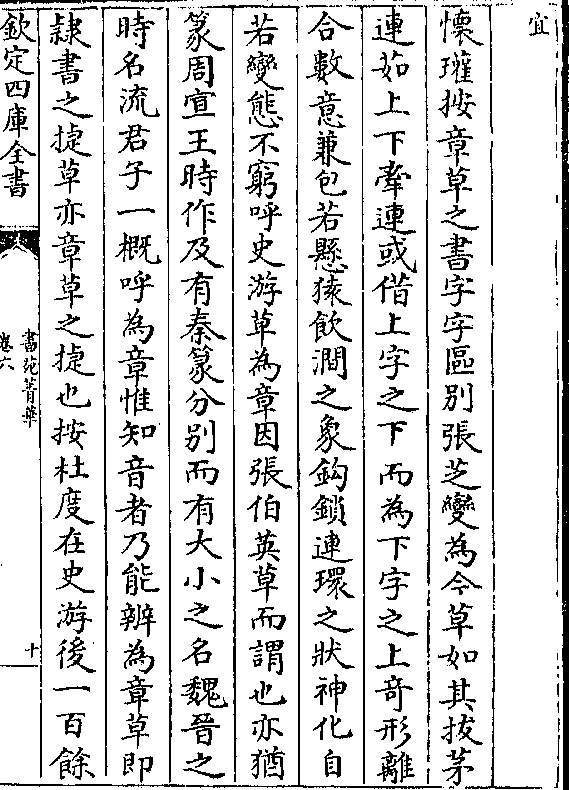 宜
懷瓘按章草之書字字區別張芝變為今草如其拔茅
連茹上下牽連或借上字之下而為下字之上奇形離
合數意兼包若懸猿飲澗之象鈎鎖連環之狀神化自
若變態不窮呼史游草為章因張伯英草而謂也亦猶
篆周宣王時作及有秦篆分別而有大小之名魏晉之
時名流君子一概呼為章惟知音者乃能辨為章草即
隸書之捷草亦章草之捷也按杜度在史游後一百餘
欽定四庫全書
書苑菁華
卷六
十